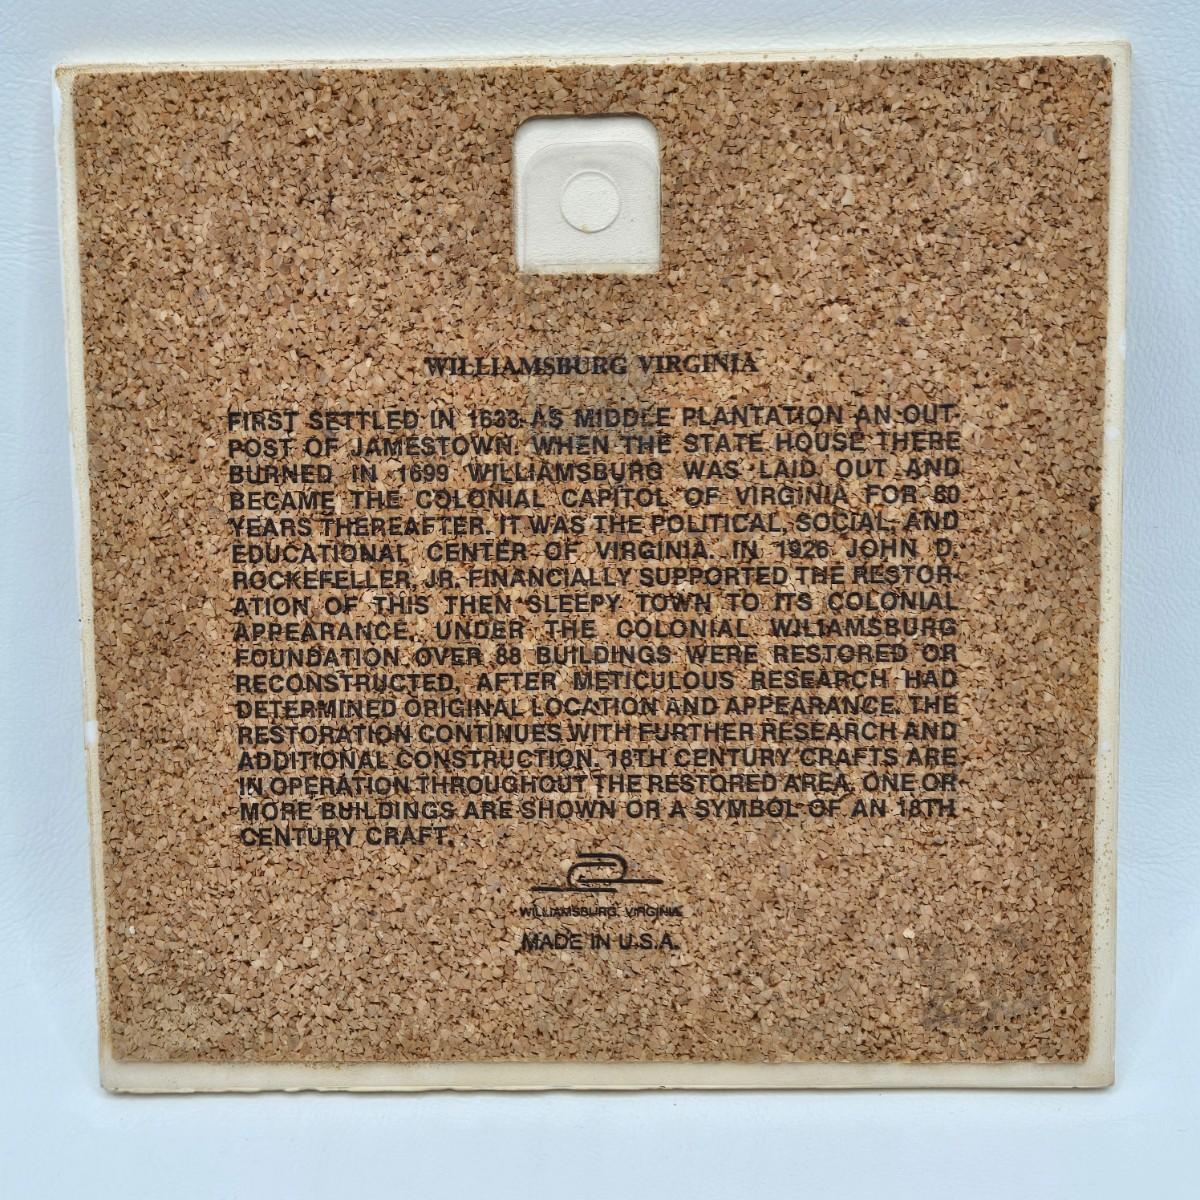 WILLIAMSBURG VIRGINIA
FIRST SETTLED IN 1633 AS MIDDLE PLANTATION AN OUT-
POST OF JAMESTOWN. WHEN THE STATE HOUSE THERE
BURNED IN 1699 WILLIAMSBURG WAS LAID OUT AND
BECAME THE COLONIAL CAPITOL OF VIRGINIA FOR 80
YEARS THEREAFTER. IT WAS THE POLITICAL, SOCIAL AND
EDUCATIONAL CENTER OF VIRGINIA. IN 1926 JOHN D.
ROCKEFELLER, JR. FINANCIALLY SUPPORTED THE RESTOR-
ATION OF THIS THEN SLEEPY TOWN TO ITS COLONIAL
APPEARANCE. UNDER THE COLONIAL WJLIAMSBURG
FOUNDATION OVER 88 BUILDINGS WERE RESTORED OR
RECONSTRUCTED, AFTER METICULOUS RESEARCH HAD
DETERMINED ORIGINAL LOCATION AND APPEARANCE. THE
RESTORATION CONTINUES WITH FURTHER RESEARCH AND
ADDITIONAL CONSTRUCTION. 18TH CENTURY CRAFTS ARE
IN OPERATION THROUGHOUT THE RESTORED AREA. ONE OR
MORE BUILDINGS ARE SHOWN OR A SYMBOL OF AN 18TH
CENTURY CRAFT.
WILLIAMSBURG, VIRGINIA
MADE IN U.S.A.